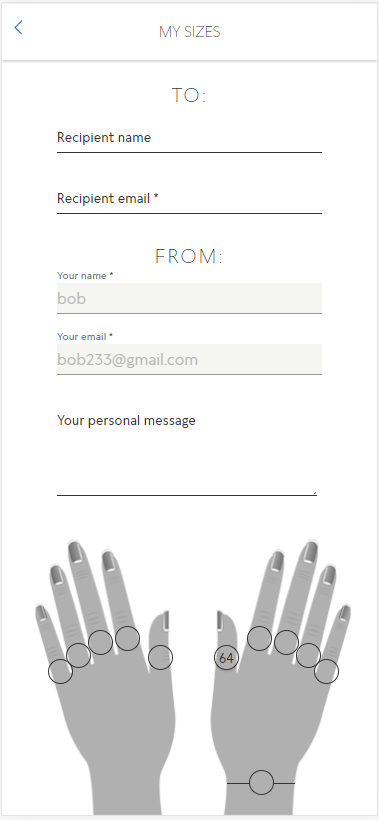 MY SIZES
TO:
Recipient name
Recipient email *
FROM:
Your name *
bob
Your email *
bob233@gmail.com
Your personal message
64